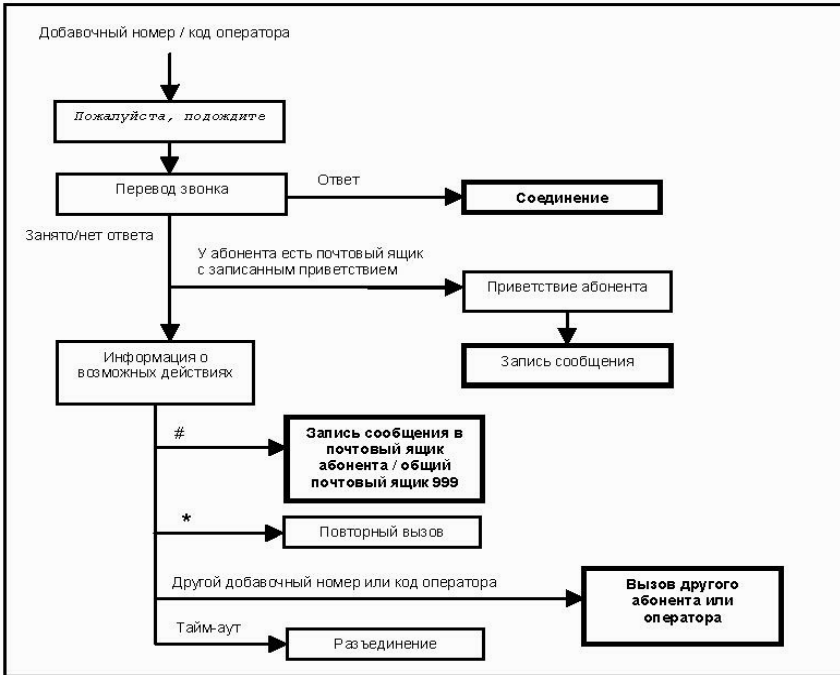 Добавочный номер / код оператора
Пожалуйста, подождите
Перевод звонка
Ответ
Соединение
Занято/нет ответа
У абонента есть почтовый ящик
с записанным приветствием
Приветствие абонента
Запись сообщения
Информация о
возможных действиях
#
Запись сообщения в
почтовый ящик
абонента / общий
почтовый ящик 999
*
Повторный вызов
Другой добавочный номер или код оператора
Вызов другого
абонента или
оператора
Тайм-аут
Разъединение